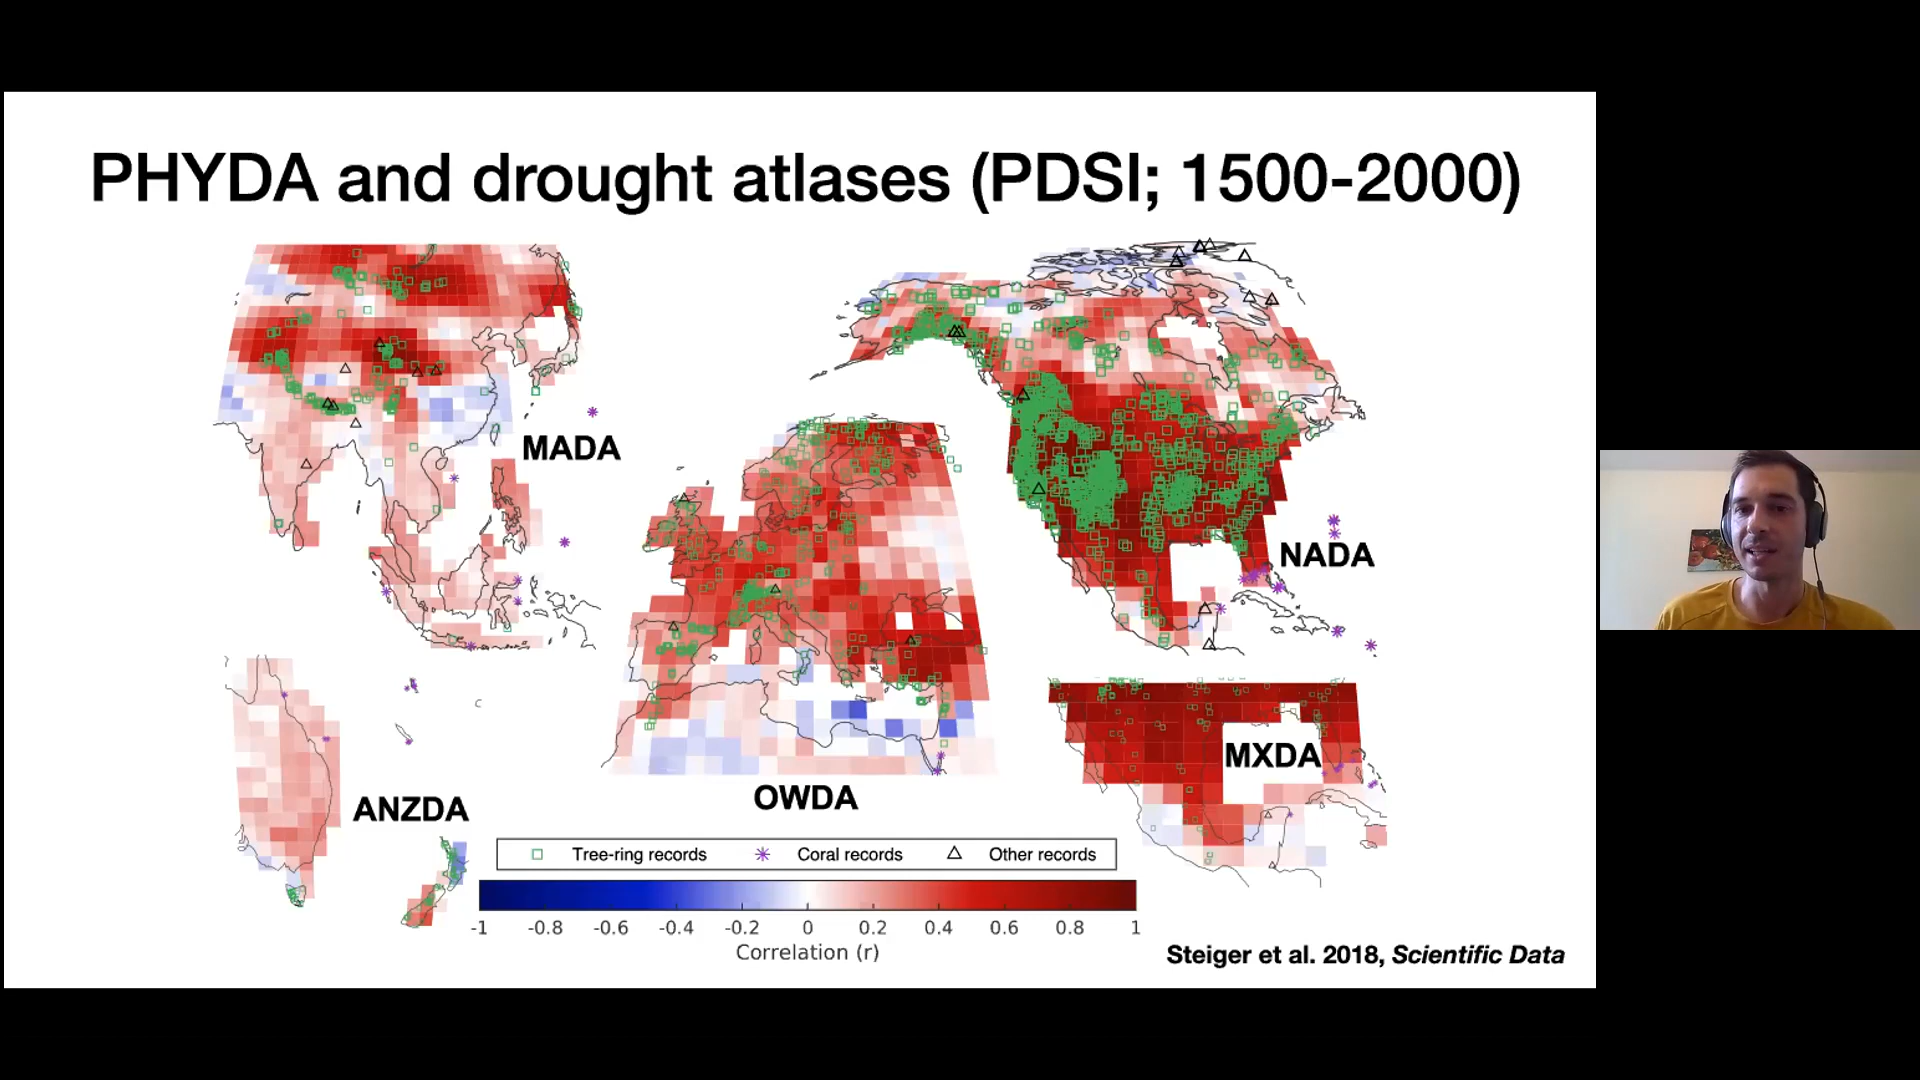 PHYDA and drought atlases (PDSI; 1500-2000)
MADA
NADA
MXDA
OWDA
ANZDA
c
Tree-ring records
Coral records
Other records
-1 -0.8 -0.6 -0.4 -0.2 0 0.2 0.4 0.6 0.8 1
Correlation (r)
Steiger et al. 2018, Scientific Data